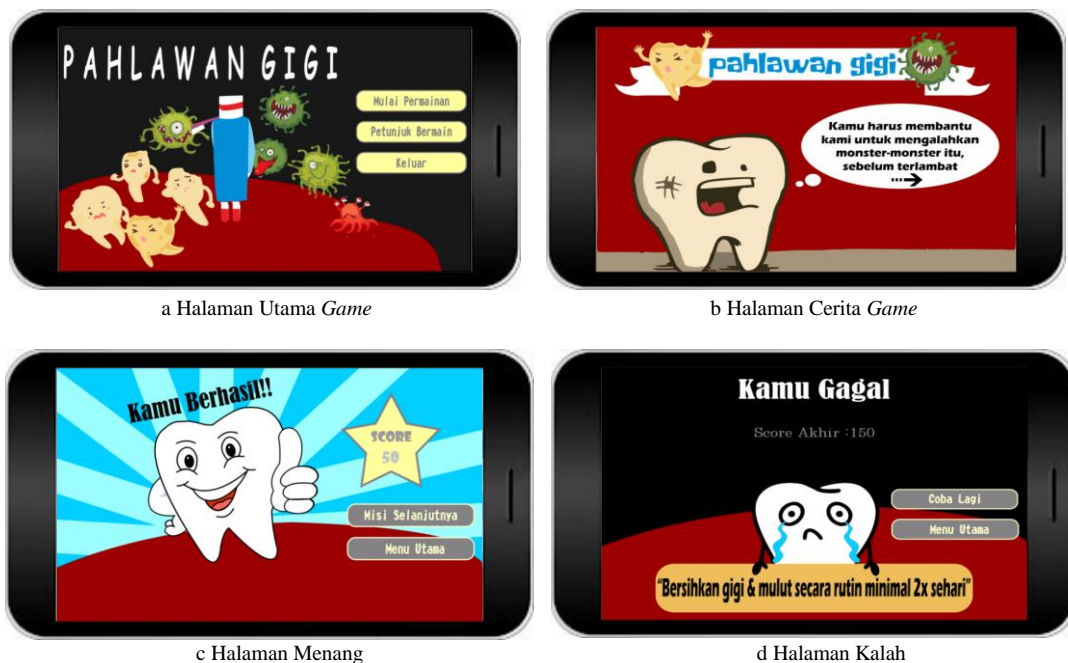 PAHLAWAN GIGI
Mulai Permainan
Petunjuk Bermain
Keluar
a Halaman Utama Game
pahlawan gigi
Kamu harus membantu
kami untuk mengalahkan
monster-monster itu,
sebelum terlambat
b Halaman Cerita Game
Kamu Berhasil!!
SCORE
50
Misi Selanjutnya
Menu Utama
c Halaman Menang
Kamu Gagal
Score Akhir :150
Coba Lagi
Menu Utama
"Bersihkan gigi & mulut secara rutin minimal 2x sehari"
d Halaman Kalah